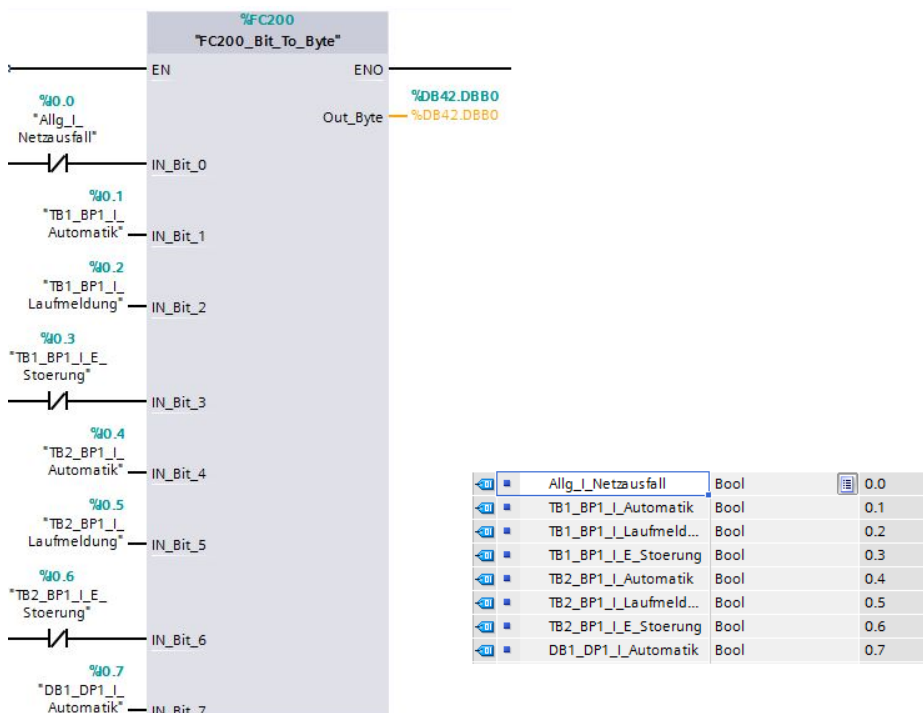 %FC200
"FC200_Bit_To_Byte"
EN
ENO
%I0.0
"Allg_I_
Netzausfall"
IN_Bit_0
Out_Byte
%DB42.DBB0
%DB42.DBB0
%I0.1
"TB1_BP1_I_
Automatik"
IN_Bit_1
%I0.2
"TB1_BP1_I_
Laufmeldung"
IN_Bit_2
%I0.3
"TB1_BP1_I_E_
Stoerung"
IN_Bit_3
%I0.4
"TB2_BP1_I_
Automatik"
IN_Bit_4
%I0.5
"TB2_BP1_I_
Laufmeldung"
IN_Bit_5
%I0.6
"TB2_BP1_I_E_
Stoerung"
IN_Bit_6
%I0.7
"DB1_DP1_I_
Automatik"
IN_Bit_7
Allg_I_Netzausfall Bool 0.0
TB1_BP1_I_Automatik Bool 0.1
TB1_BP1_I_Laufmeld... Bool 0.2
TB1_BP1_I_E_Stoerung Bool 0.3
TB2_BP1_I_Automatik Bool 0.4
TB2_BP1_I_Laufmeld... Bool 0.5
TB2_BP1_I_E_Stoerung Bool 0.6
DB1_DP1_I_Automatik Bool 0.7